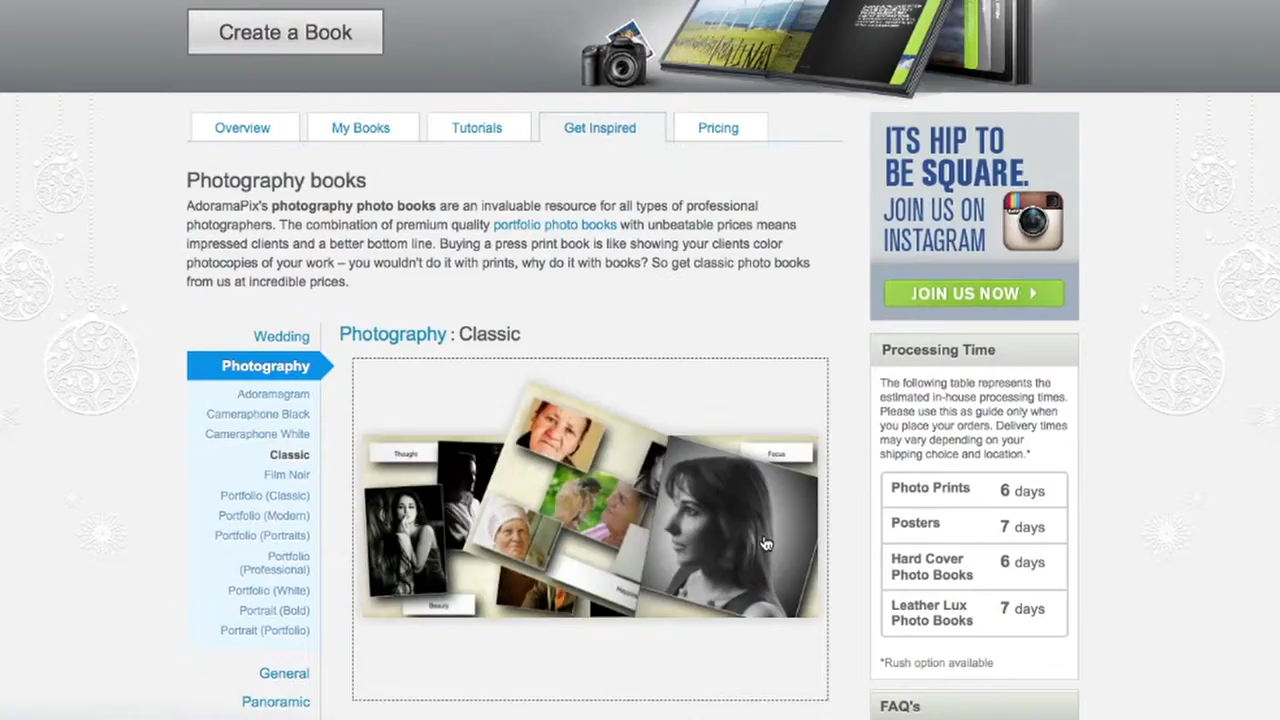 Create a Book
Overview
My Books
Tutorials
Get Inspired
Pricing
Photography books
AdoramaPix's photography photo books are an invaluable resource for all types of professional
photographers. The combination of premium quality portfolio photo books with unbeatable prices means
impressed clients and a better bottom line. Buying a press print book is like showing your clients color
photocopies of your work – you wouldn't do it with prints, why do it with books? So get classic photo books
from us at incredible prices.
Wedding
Photography
Adoramagram
Cameraphone Black
Cameraphone White
Classic
Film Noir
Portfolio (Classic)
Portfolio (Modern)
Portfolio (Portraits)
Portfolio
(Professional)
Portfolio (White)
Portrait (Bold)
Portrait (Portfolio)
General
Panoramic
Photography : Classic
Thought
Focus
Beauty
ITS HIP TO
BE SQUARE.
JOIN US ON
INSTAGRAM
JOIN US NOW
Processing Time
The following table represents the
estimated in-house processing times.
Please use this as guide only when
you place your orders. Delivery times
may vary depending on your
shipping choice and location.*
Photo Prints 6 days
Posters 7 days
Hard Cover
Photo Books 6 days
Leather Lux
Photo Books 7 days
*Rush option available
FAQ's